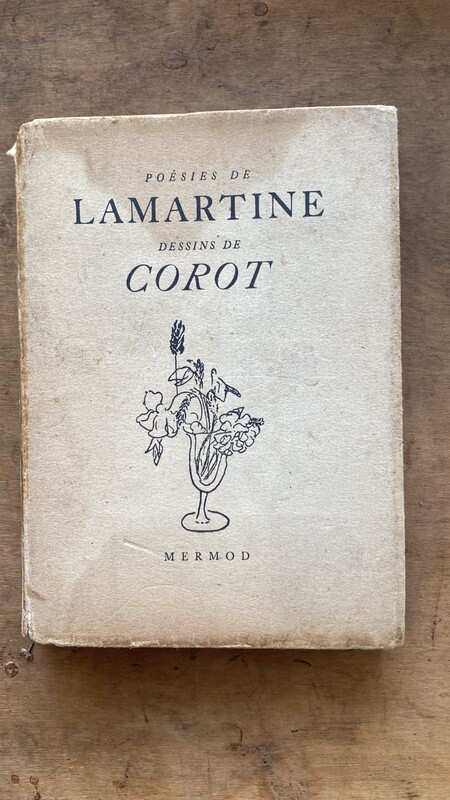 POÉSIES DE
LAMARTINE
DESSINS DE
COROT
MERMOD